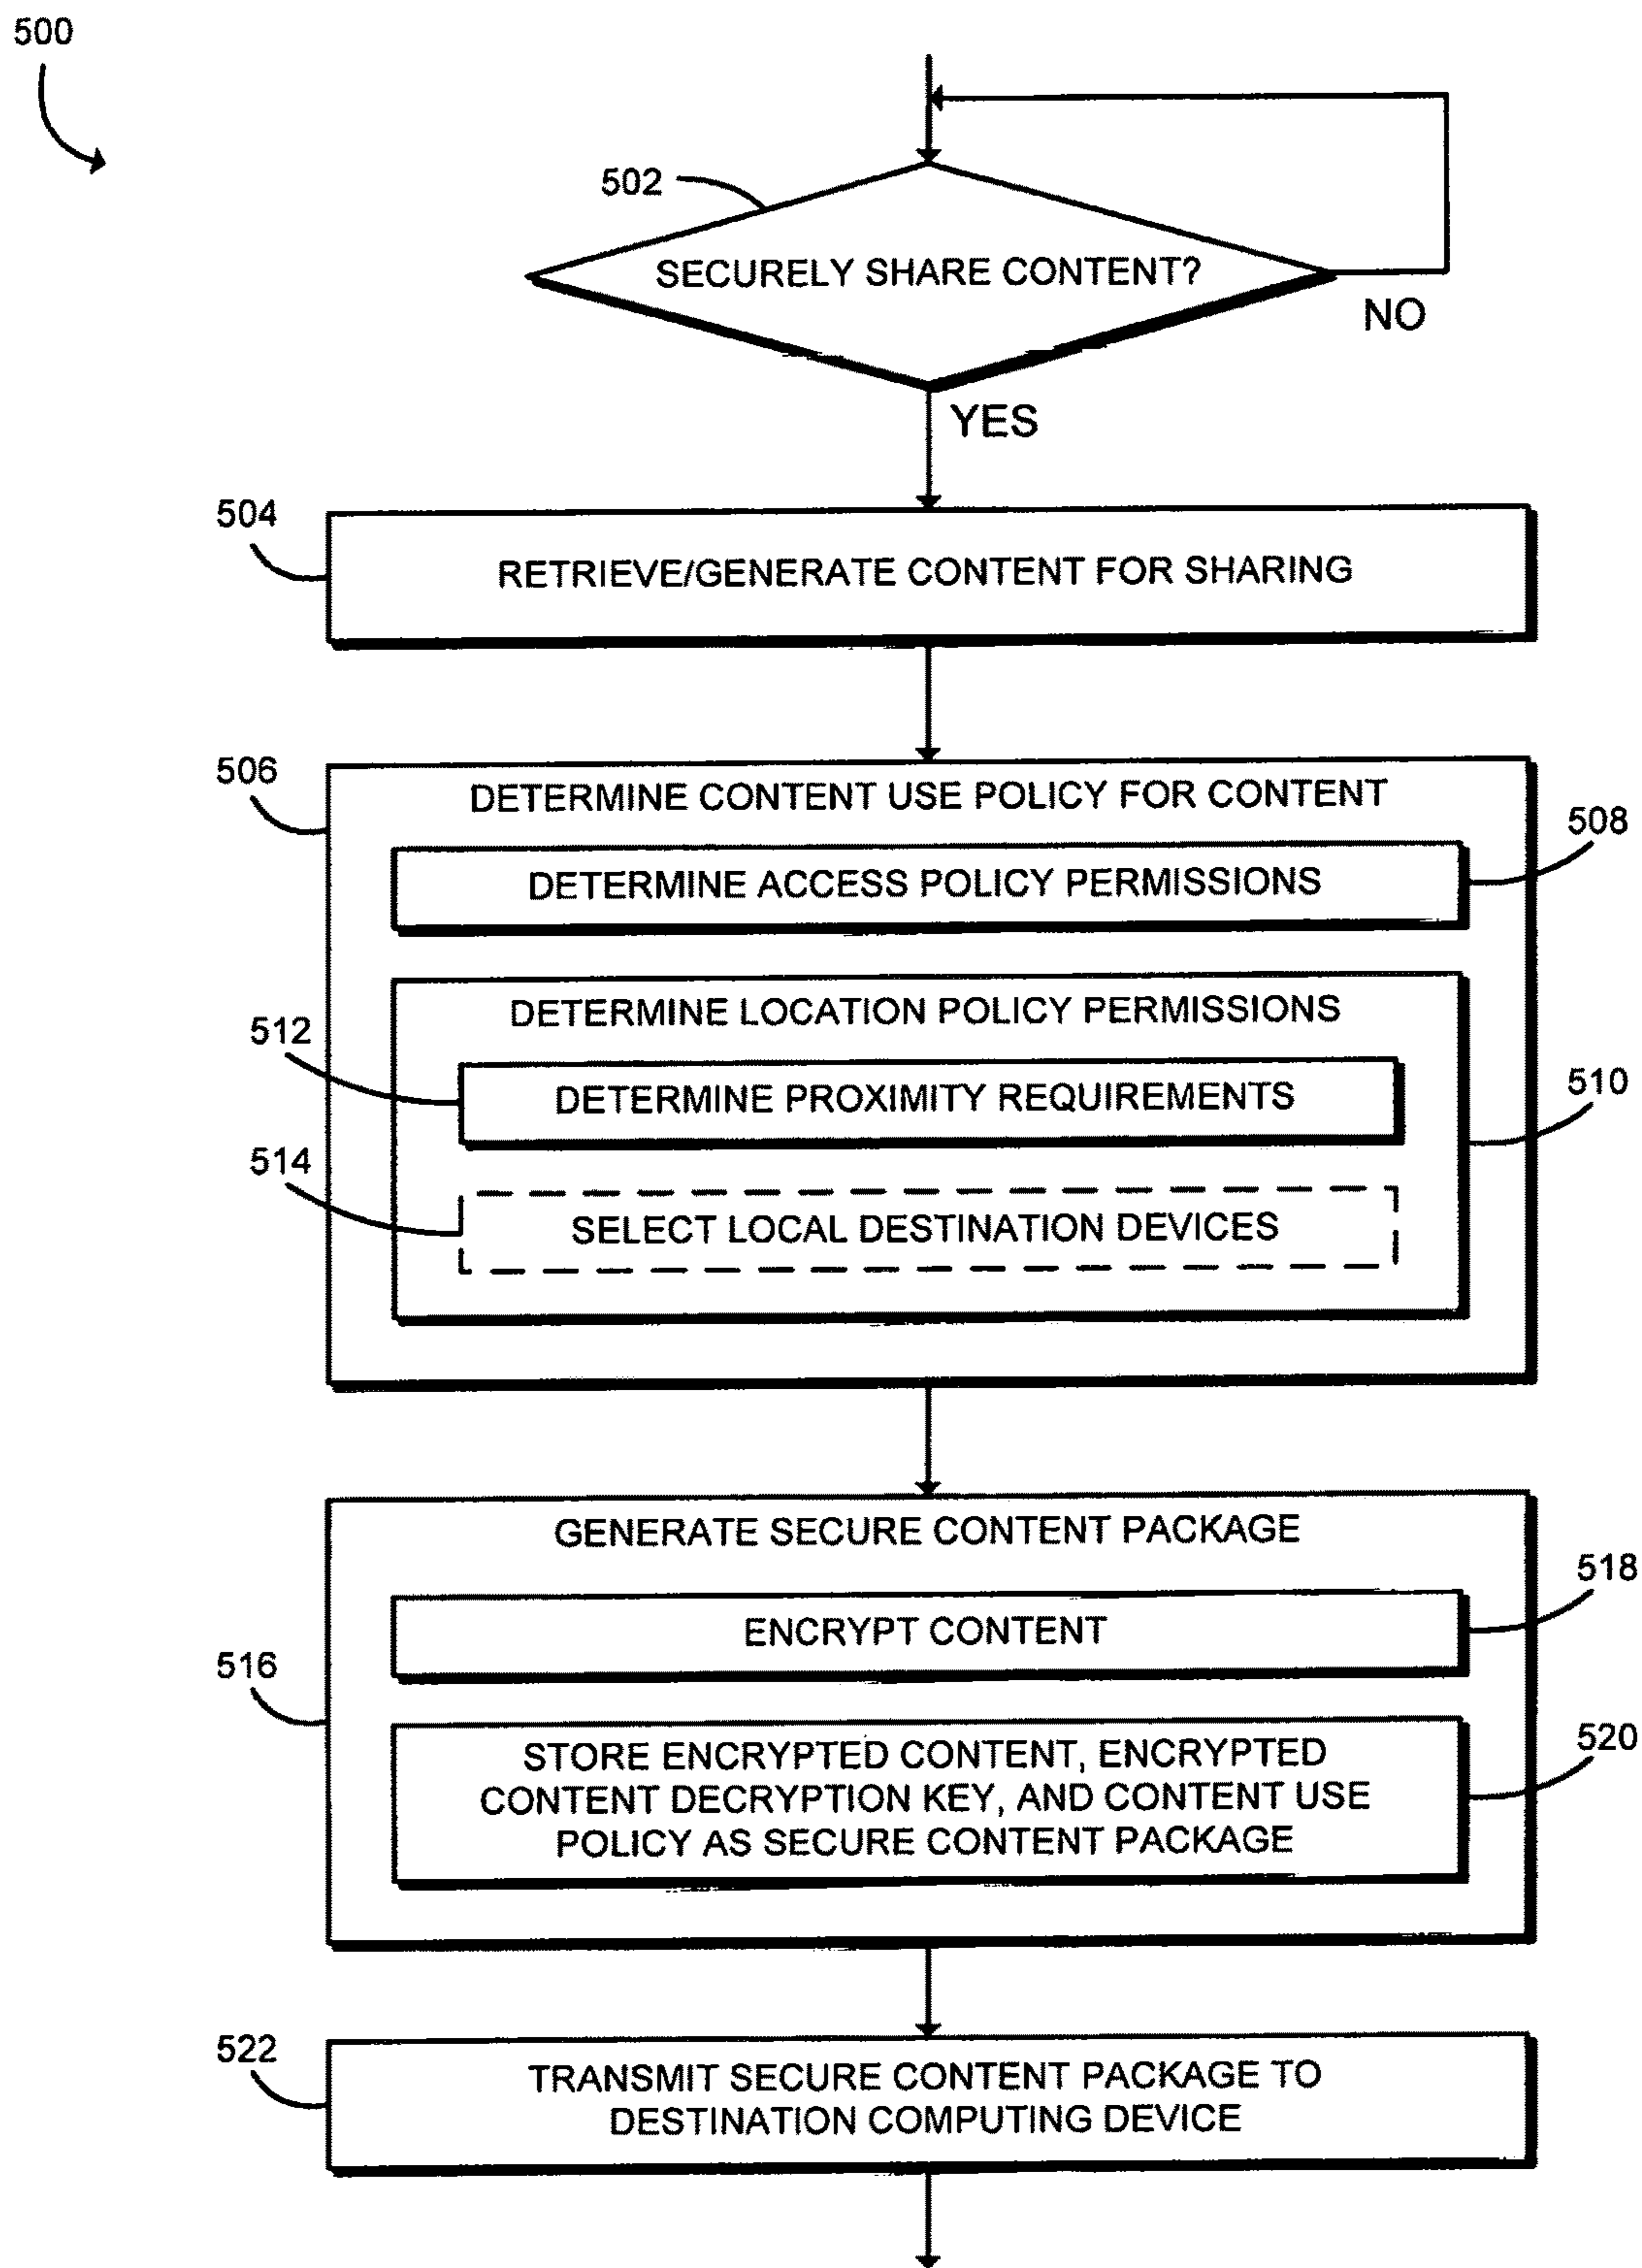 500
502
SECURELY SHARE CONTENT?
NO
YES
504
RETRIEVE/GENERATE CONTENT FOR SHARING
506
DETERMINE CONTENT USE POLICY FOR CONTENT
508
DETERMINE ACCESS POLICY PERMISSIONS
DETERMINE LOCATION POLICY PERMISSIONS
512
DETERMINE PROXIMITY REQUIREMENTS
510
514
SELECT LOCAL DESTINATION DEVICES
GENERATE SECURE CONTENT PACKAGE
518
ENCRYPT CONTENT
516
520
STORE ENCRYPTED CONTENT, ENCRYPTED
CONTENT DECRYPTION KEY, AND CONTENT USE
POLICY AS SECURE CONTENT PACKAGE
522
TRANSMIT SECURE CONTENT PACKAGE TO
DESTINATION COMPUTING DEVICE